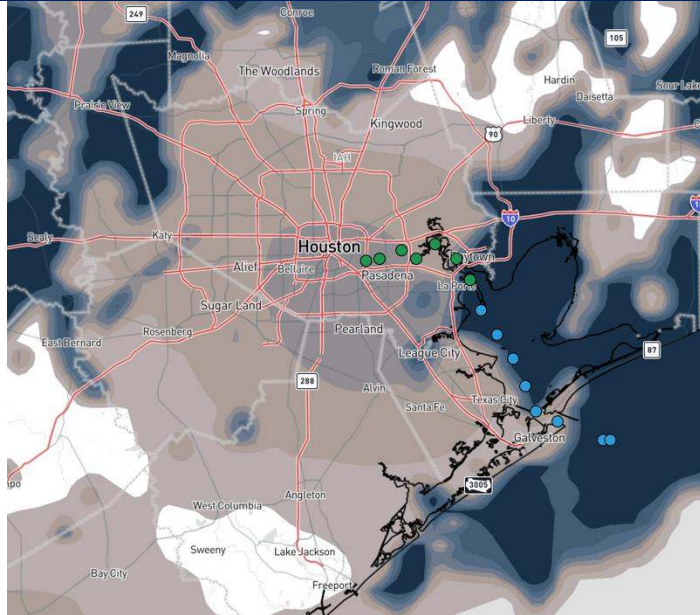 Conroe
249
105
Magnolia
Roman Forest
The Woodlands
Hardin
Sour Lake
Daisetta
Prairie View
Spring
Kingwood
Liberty
90
IAH
10
Sealy
Katy
Houston
Alief
Bellaire
Pasadena
La Porte
Sugar Land
Rosenberg
Pearland
East Bernard
League City
87
288
Alvin
Santa Fe
Texas City
Galveston
3005
Angleton
West Columbia
Sweeny
Lake Jackson
Bay City
Freeport